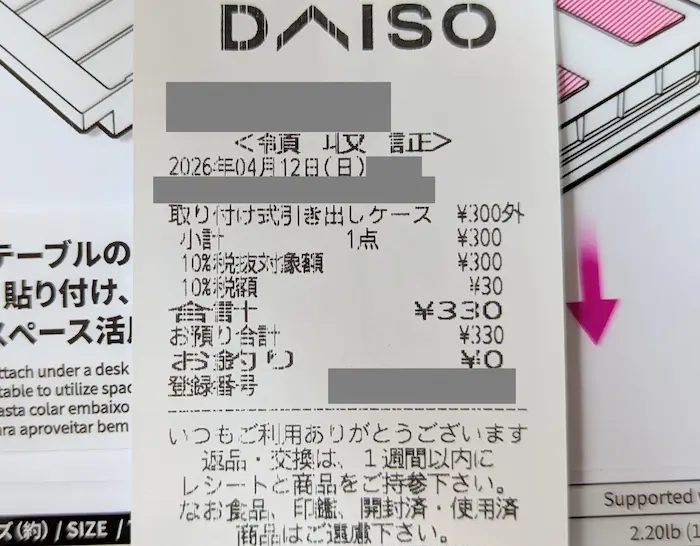 DAISO
<領収証>
2026年04月12日(日)
取り付け式引き出しケース ¥300外
小計 1点 ¥300
10%税抜対象額 ¥300
10%税額 ¥30
合計 ¥330
お預り合計 ¥330
お釣り ¥0
登録番号
いつもご利用ありがとうございます
返品・交換は、1週間以内に
レシートと商品をご持参下さい。
なお食品、印鑑、開封済・使用済
商品はご遠慮下さい。
テーブルの
貼り付け、
スペース活
ttach under a desk
table to utilize spac
asta colar embaixo
ara aproveitar bem
ズ(約) / SIZE /
Supported
2.20lb